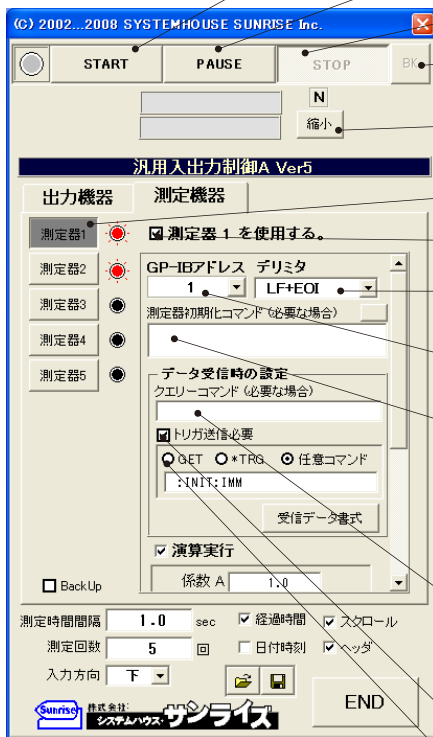 (C) 2002...2008 SYSTEMHOUSE SUNRISE Inc.
START PAUSE STOP BK
N
縮小
汎用入出力制御A Ver5
出力機器 測定機器
測定器1 測定器 1 を使用する。
測定器2
測定器3
測定器4
測定器5
GP-IBアドレス デリミタ
1 LF+EOI
測定器初期化コマンド (必要な場合)
データ受信時の設定
クエリーコマンド (必要な場合)
トリガ送信必要
GET *TRG 任意コマンド
:INIT:IMM
受信データ書式
演算実行
係数 A 1.0
BackUp
測定時間間隔 1.0 sec 経過時間 スクロール
測定回数 5 回 日付時刻 ヘッダ
入力方向 下
END
Sunrise 株式会社:
システムハウス・サンライズ